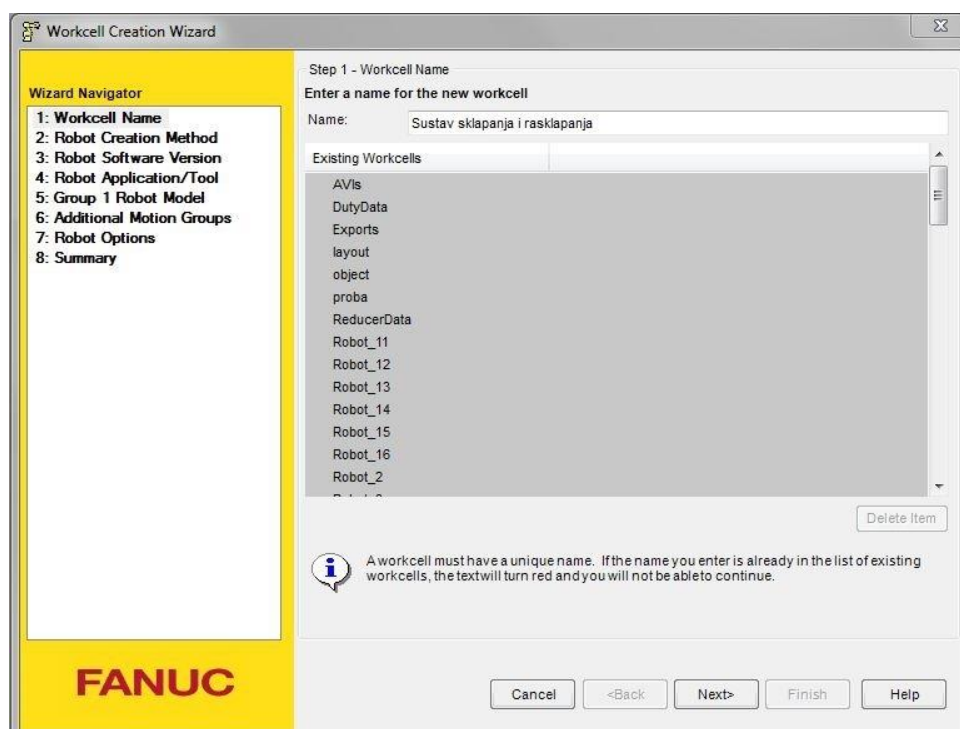 Workcell Creation Wizard
Wizard Navigator
1: Workcell Name
2: Robot Creation Method
3: Robot Software Version
4: Robot Application/Tool
5: Group 1 Robot Model
6: Additional Motion Groups
7: Robot Options
8: Summary
FANUC
Step 1 - Workcell Name
Enter a name for the new workcell
Name: Sustav sklapanja i rasklapanja
Existing Workcells
AVIs
DutyData
Exports
layout
object
proba
ReducerData
Robot_11
Robot_12
Robot_13
Robot_14
Robot_15
Robot_16
Robot_2
Delete Item
A workcell must have a unique name. If the name you enter is already in the list of existing
workcells, the text will turn red and you will not be able to continue.
Cancel <Back Next> Finish Help